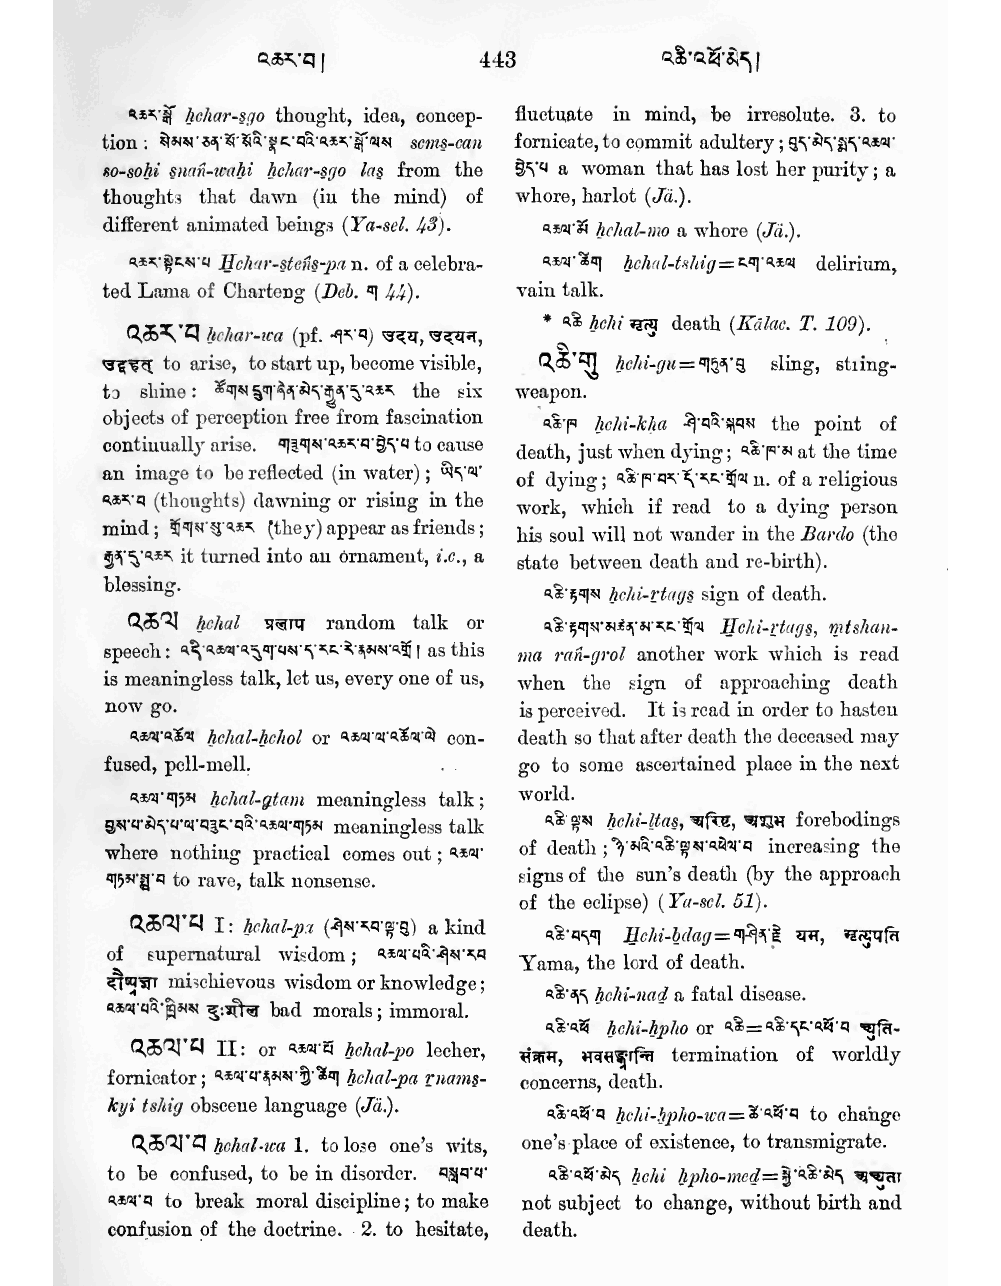 འཆར་བ།
443
འཆི་འཕོ་མེད།
འཆར་སྒོ ḥchar-sgo thought, idea, concep-
tion : སེམས་ཅན་སོ་སོའི་སྣང་བའི་འཆར་སྒོ་ལས sems-can
so-soḥi snań-waḥi ḥchar-sgo las from the
thoughts that dawn (in the mind) of
different animated beings (Ya-sel. 43).
འཆར་སྟེངས་པ Ḥchar-steńs-pa n. of a celebra-
ted Lama of Charteng (Deb. ག 44).
འཆར་བ ḥchar-wa (pf. ཤར་བ) उदय, उदयन,
to arise, to start up, become visible,
to shine : ཚོགས་དྲུག་ཞེན་མེད་རྒྱུན་དུ་འཆར the six
objects of perception free from fascination
continually arise. གཟུགས་འཆར་བ་བྱེད་པ to cause
an image to be reflected (in water); ཡིད་ལ་
འཆར་བ (thoughts) dawning or rising in the
mind; གྲོགས་སུ་འཆར (they) appear as friends;
རྒྱན་དུ་འཆར it turned into an ornament, i.e., a
blessing.
འཆལ ḥchal प्रलाप random talk or
speech: འདི་འཆལ་འདུག་པས་ད་རང་རེ་རྣམས་འགྲོ། as this
is meaningless talk, let us, every one of us,
now go.
འཆལ་འཆོལ ḥchal-ḥchol or འཆལ་ལ་འཆོལ་ལེ con-
fused, pell-mell.
འཆལ་གཏམ ḥchal-gtam meaningless talk;
བྱས་པ་མེད་པ་ལ་བཟུང་བའི་འཆལ་གཏམ meaningless talk
where nothing practical comes out; འཆལ་
གཏམ་སྨྲ་བ to rave, talk nonsense.
འཆལ་པ I: ḥchal-pa (ཤེས་རབ་ལྟ་བུ) a kind
of supernatural wisdom; འཆལ་པའི་ཤེས་རབ
mischievous wisdom or knowledge;
འཆལ་པའི་ཁྲིམས दुःशील bad morals; immoral.
འཆལ་པ II: or འཆལ་པོ ḥchal-po lecher,
fornicator; འཆལ་པ་རྣམས་ཀྱི་ཚིག ḥchal-pa rnams-
kyi tshig obscene language (Jä.).
འཆལ་བ ḥchal-wa 1. to lose one's wits,
to be confused, to be in disorder. བསླབ་པ་
འཆལ་བ to break moral discipline; to make
confusion of the doctrine. 2. to hesitate,
fluctuate in mind, be irresolute. 3. to
fornicate, to commit adultery; བུད་མེད་སྨད་འཆལ་
བྱེད་པ a woman that has lost her purity; a
whore, harlot (Jä.).
འཆལ་མོ ḥchal-mo a whore (Jä.).
འཆལ་ཚིག ḥchal-tshig=ངག་འཆལ delirium,
vain talk.
* འཆི ḥchi मृत्यु death (Kālac. T. 109).
འཆི་གུ ḥchi-gu=གཏུན་བུ sling, string-
weapon.
འཆི་ཁ ḥchi-kha ཤི་བའི་སྐབས the point of
death, just when dying; འཆི་ཁ་མ at the time
of dying; འཆི་ཁ་བར་དོ་རང་གྲོལ n. of a religious
work, which if read to a dying person
his soul will not wander in the Bardo (the
state between death and re-birth).
འཆི་རྟགས ḥchi-rtags sign of death.
འཆི་རྟགས་མཚན་མ་རང་གྲོལ Ḥchi-rtags, mtshan-
ma rań-grol another work which is read
when the sign of approaching death
is perceived. It is read in order to hasten
death so that after death the deceased may
go to some ascertained place in the next
world.
འཆི་ལྟས ḥchi-ltas, अरिष्ट, अशुभ forebodings
of death; ཉི་མའི་འཆི་ལྟས་འཕེལ་བ increasing the
signs of the sun's death (by the approach
of the eclipse) (Ya-sel. 51).
འཆི་བདག Ḥchi-bdag=གཤིན་རྗེ यम, मृत्युपति
Yama, the lord of death.
འཆི་ནད ḥchi-nad a fatal disease.
འཆི་འཕོ ḥchi-ḥpho or འཆི=འཆི་དང་འཕོ་བ च्युति-
संक्रम, भवसङ्क्रान्ति termination of worldly
concerns, death.
འཆི་འཕོ་བ ḥchi-ḥpho-wa=ཚེ་འཕོ་བ to change
one's place of existence, to transmigrate.
འཆི་འཕོ་མེད ḥchi ḥpho-med=སྐྱེ་འཆི་མེད अच्युता
not subject to change, without birth and
death.